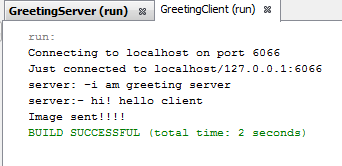 GreetingServer (run) GreetingClient (run)
run:
Connecting to localhost on port 6066
Just connected to localhost/127.0.0.1:6066
server: -i am greeting server
server:- hi! hello client
Image sent!!!!
BUILD SUCCESSFUL (total time: 2 seconds)